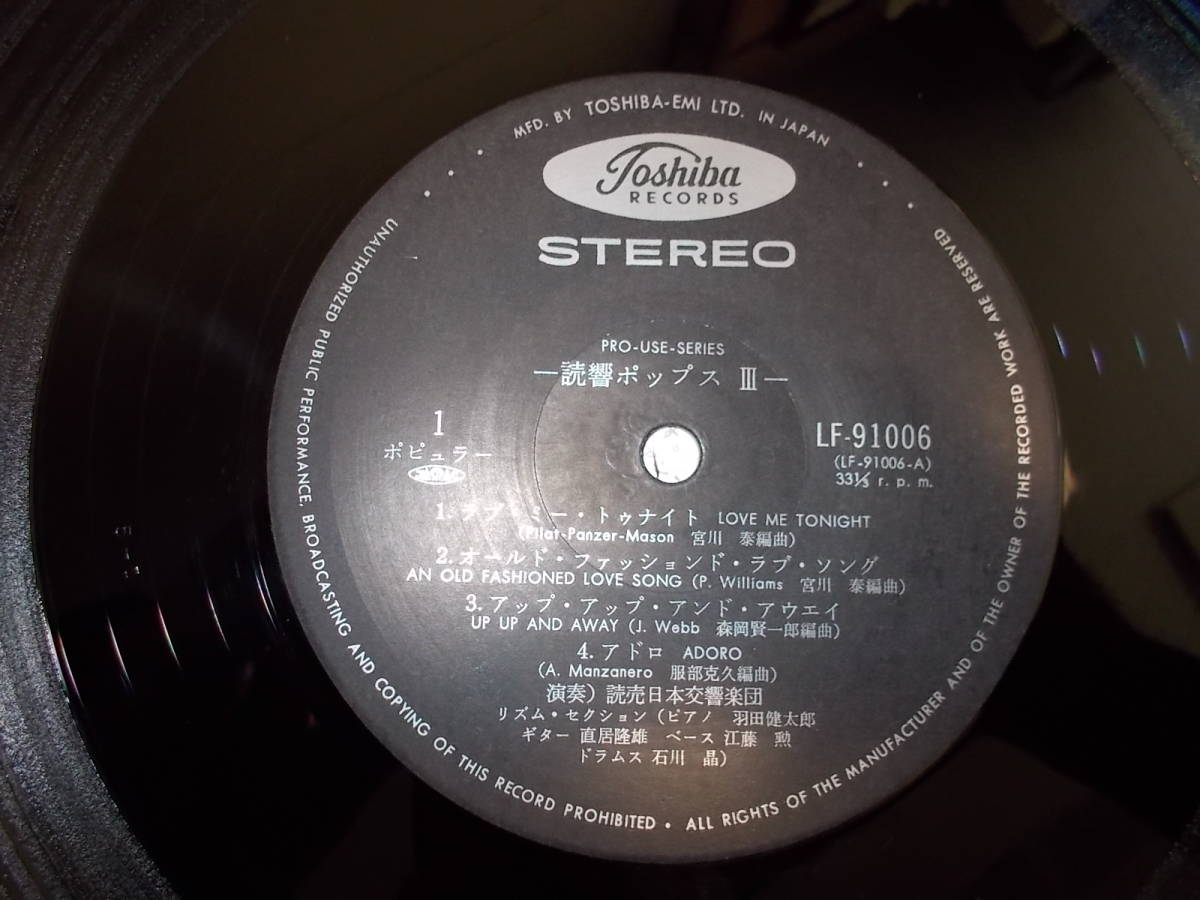 MFD. BY TOSHIBA-EMI LTD. IN JAPAN
Toshiba
RECORDS
STEREO
PRO-USE-SERIES
—読響ポップス Ⅲ—
1
ポピュラー
LF-91006
(LF-91006-A)
33⅓ r. p. m.
1. ラブ・ミー・トゥナイト LOVE ME TONIGHT
(Pilat-Panzer-Mason 宮川 泰編曲)
2. オールド・ファッションド・ラブ・ソング
AN OLD FASHIONED LOVE SONG (P. Williams 宮川 泰編曲)
3. アップ・アップ・アンド・アウエイ
UP UP AND AWAY (J. Webb 森岡賢一郎編曲)
4. アドロ ADORO
(A. Manzanero 服部克久編曲)
演奏) 読売日本交響楽団
リズム・セクション (ピアノ 羽田健太郎
ギター 直居隆雄 ベース 江藤 勲
ドラムス 石川 晶)
UNAUTHORIZED PUBLIC PERFORMANCE, BROADCASTING AND COPYING OF THIS RECORD PROHIBITED • ALL RIGHTS OF THE MANUFACTURER AND OF THE OWNER OF THE RECORDED WORK ARE RESERVED